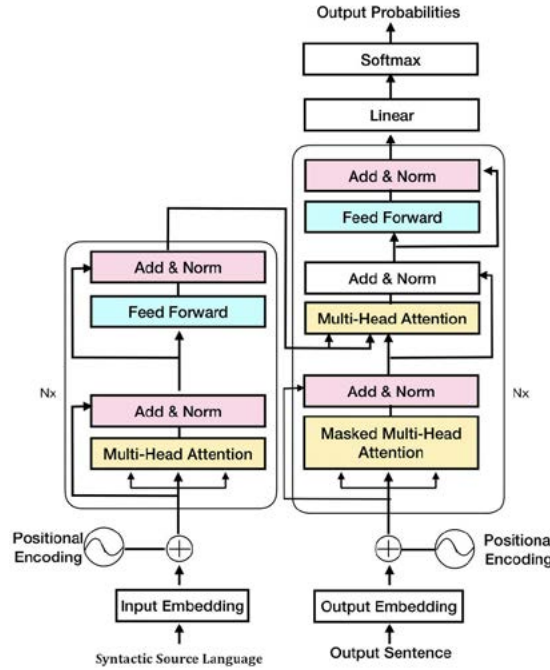 Output Probabilities
Softmax
Linear
Add & Norm
Feed Forward
Add & Norm
Multi-Head Attention
Add & Norm
Masked Multi-Head
Attention
Nx
Positional
Encoding
Output Embedding
Output Sentence
Add & Norm
Feed Forward
Nx
Add & Norm
Multi-Head Attention
Positional
Encoding
Input Embedding
Syntactic Source Language